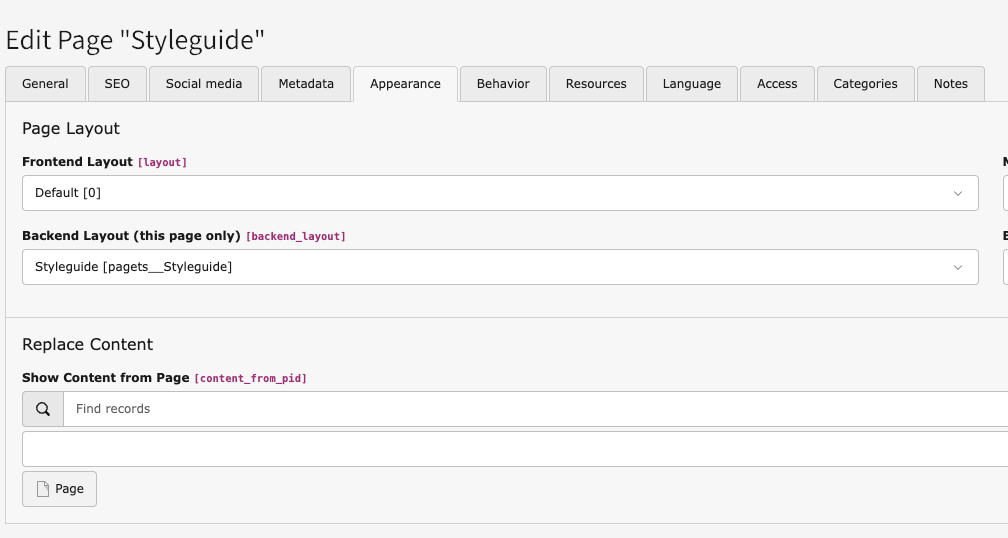 Edit Page "Styleguide"
General SEO Social media Metadata Appearance Behavior Resources Language Access Categories Notes
Page Layout
Frontend Layout [layout]
Default [0]
Backend Layout (this page only) [backend_layout]
Styleguide [pagets__Styleguide]
Replace Content
Show Content from Page [content_from_pid]
Find records
Page